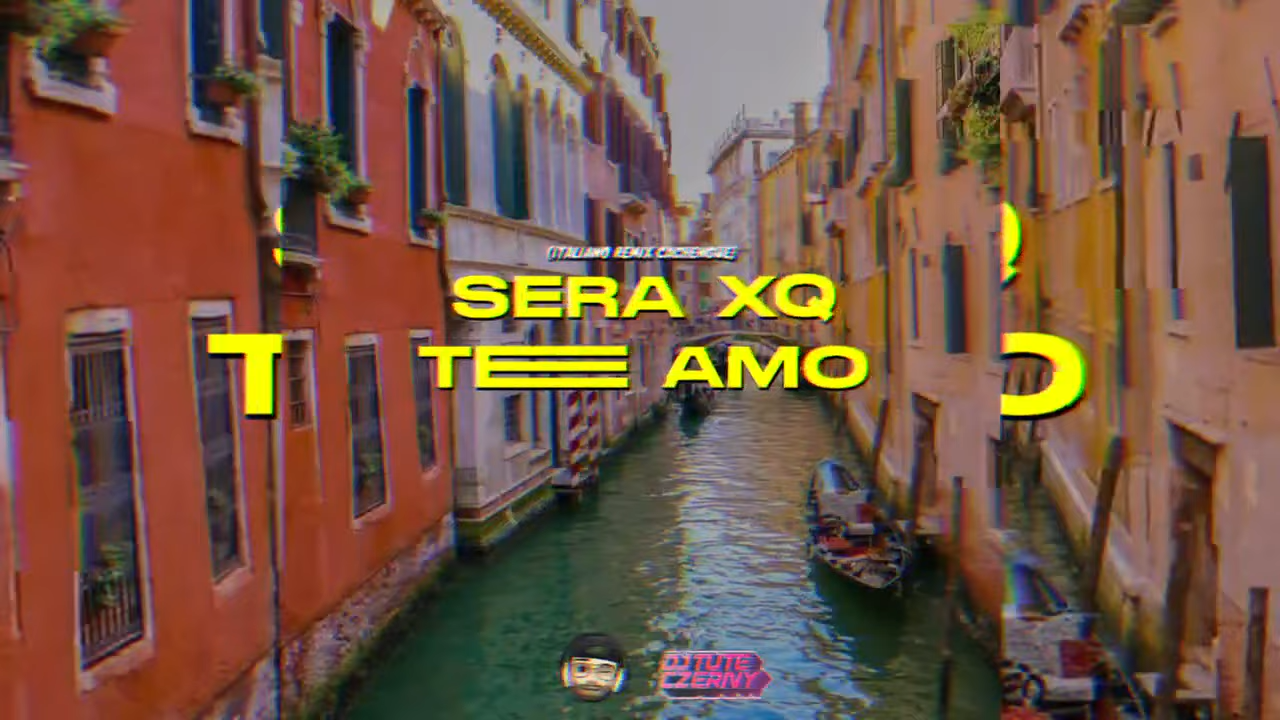 (ITALIANO REMIX CACHENGUE)
SERA XQ
TE AMO
T
O
DJ TUTE
CZERNY